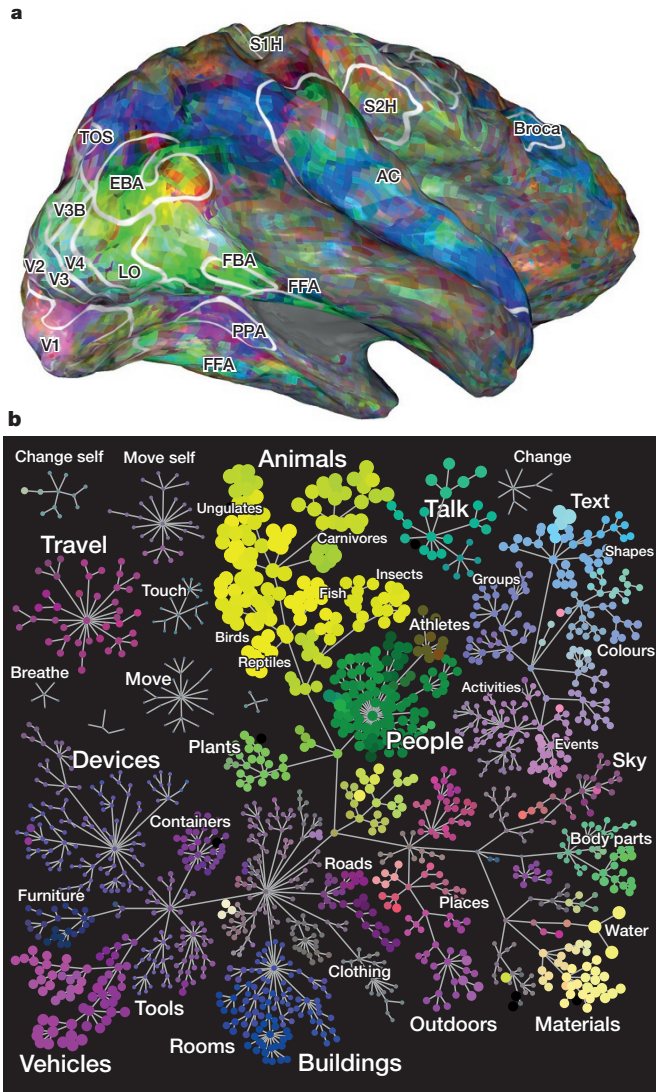 a
S1H
S2H
Broca
TOS
EBA
AC
V3B
V2
V3
V4
LO
FBA
FFA
V1
PPA
FFA
b
Change self
Move self
Animals
Change
Talk
Text
Ungulates
Carnivores
Shapes
Travel
Touch
Insects
Groups
Fish
Athletes
Birds
Colours
Reptiles
Breathe
Move
Activities
Plants
People
Events
Devices
Sky
Containers
Body parts
Roads
Furniture
Places
Water
Clothing
Tools
Outdoors
Materials
Rooms
Buildings
Vehicles